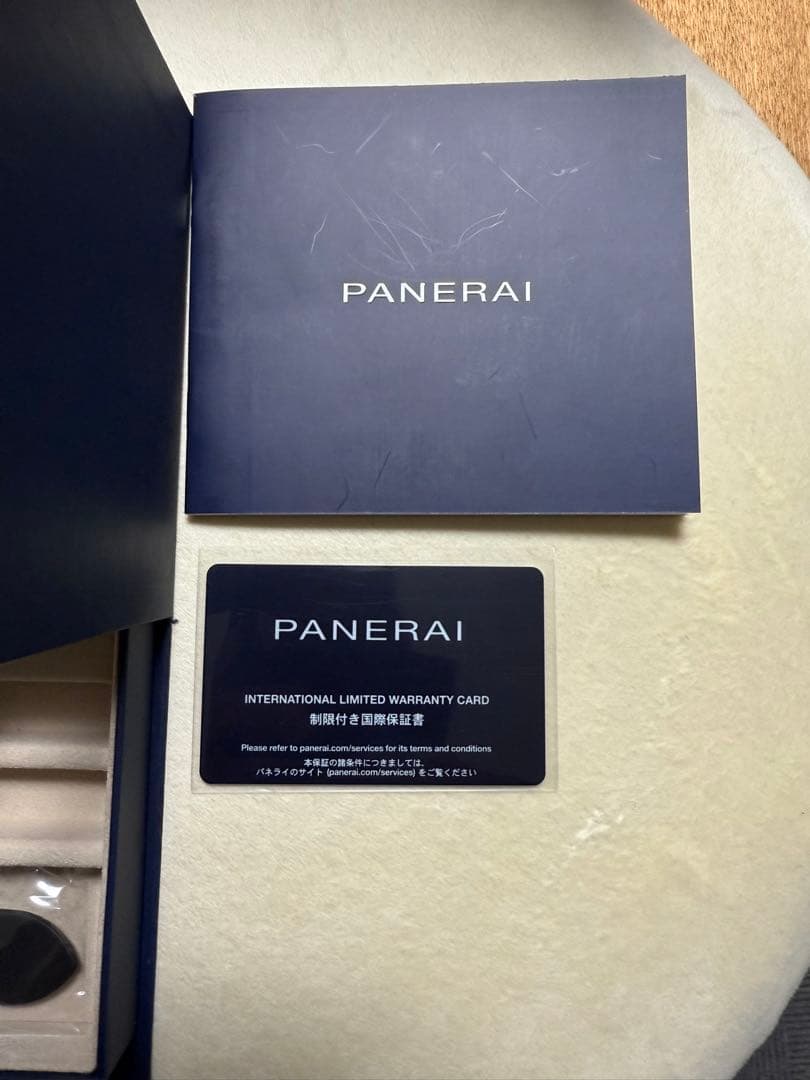 PANERAI
PANERAI
INTERNATIONAL LIMITED WARRANTY CARD
制限付き国際保証書
Please refer to panerai.com/services for its terms and conditions
本保証の諸条件につきましては、
パネライのサイト (panerai.com/services) をご覧ください